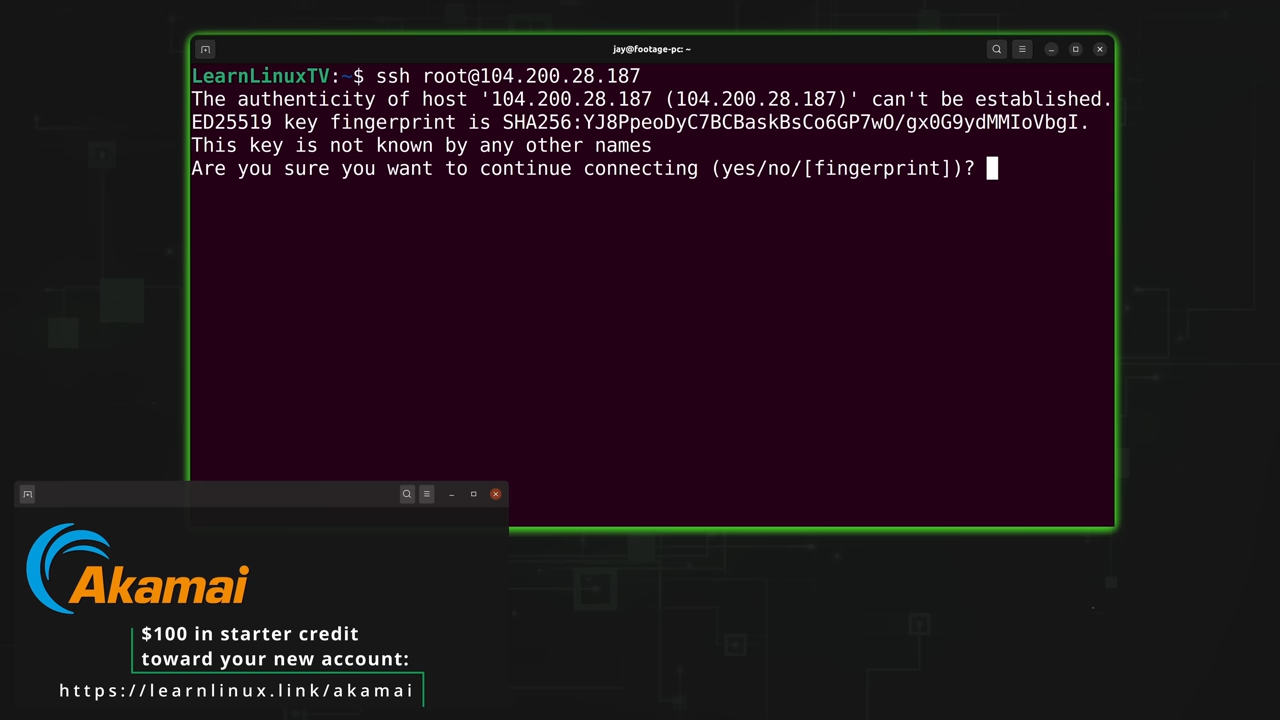 jay@footage-pc: ~
LearnLinuxTV:~$ ssh root@104.200.28.187
The authenticity of host '104.200.28.187 (104.200.28.187)' can't be established.
ED25519 key fingerprint is SHA256:YJ8PpeoDyC7BCBaskBsCo6GP7wO/gx0G9ydMMIoVbgI.
This key is not known by any other names
Are you sure you want to continue connecting (yes/no/[fingerprint])?
Akamai
$100 in starter credit
toward your new account:
https://learnlinux.link/akamai